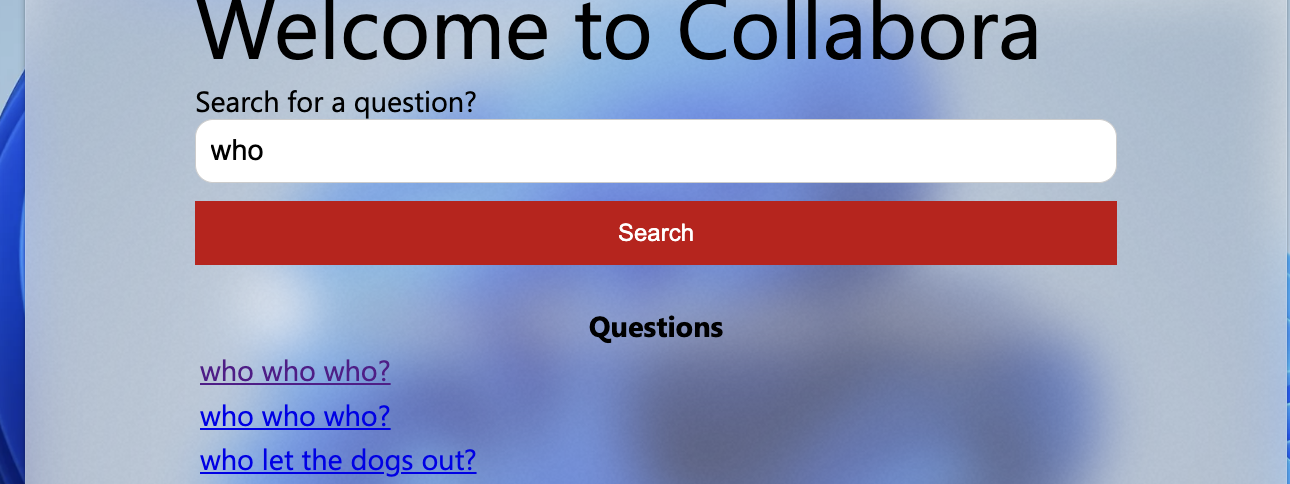 Welcome to Collabora
Search for a question?
who
Search
Questions
who who who?
who who who?
who let the dogs out?